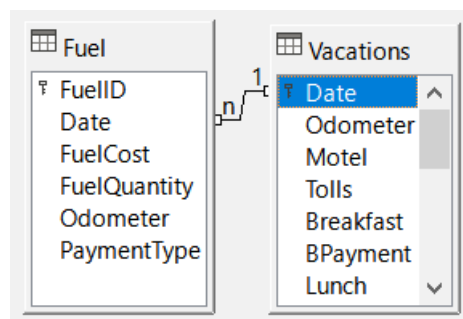 Fuel
FuelID
Date
FuelCost
FuelQuantity
Odometer
PaymentType
n
1
Vacations
Date
Odometer
Motel
Tolls
Breakfast
BPayment
Lunch